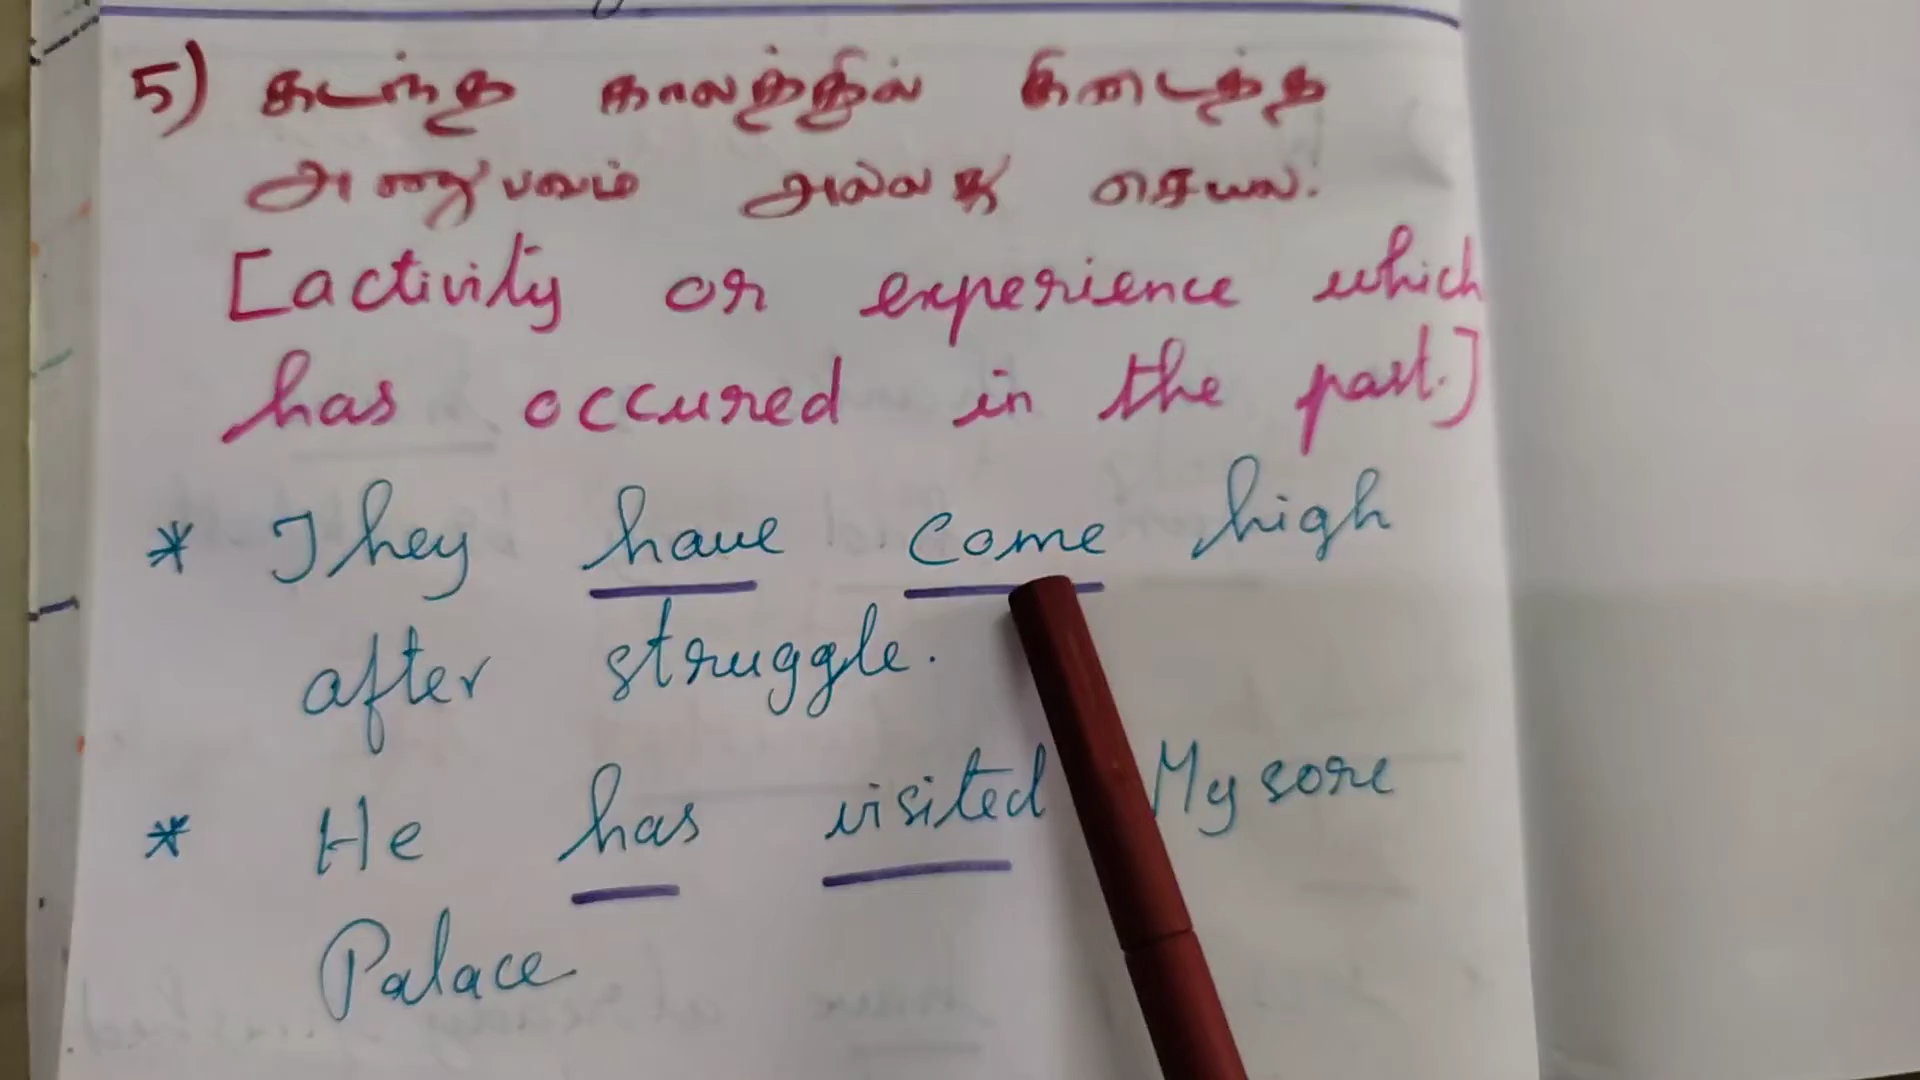 5) கடந்த காலத்தில் கிடைத்த
அனுபவம் அல்லது செயல்.
[activity or experience which
has occured in the past.]
* They have come high
after struggle.
* He has visited Mysore
Palace